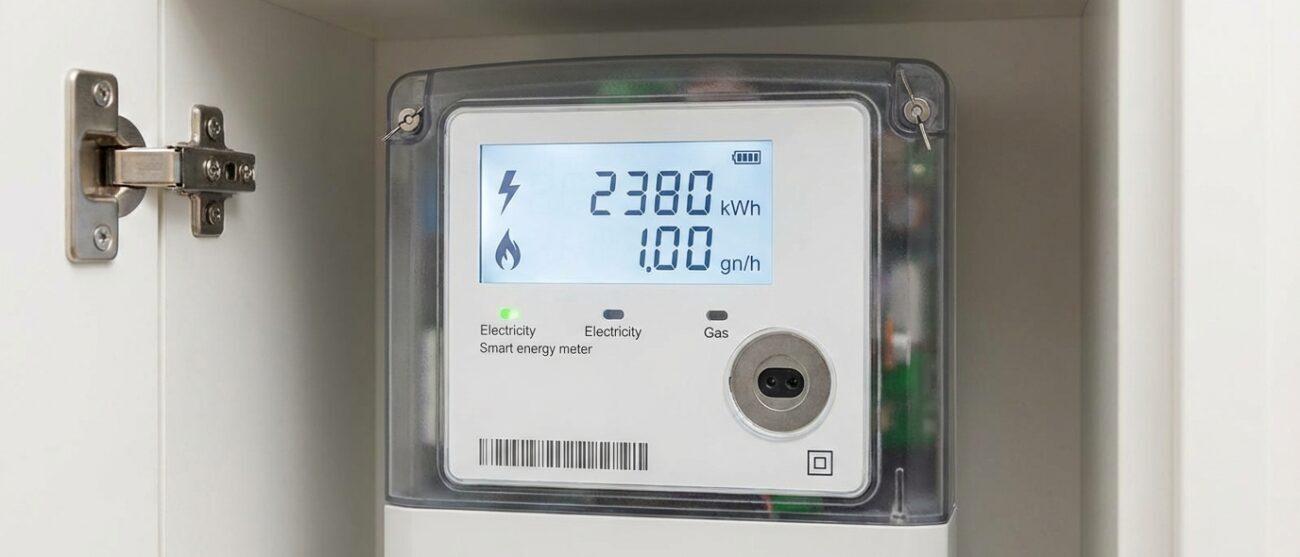 2380 kWh
1.00 gn/h
Electricity
Electricity
Gas
Smart energy meter